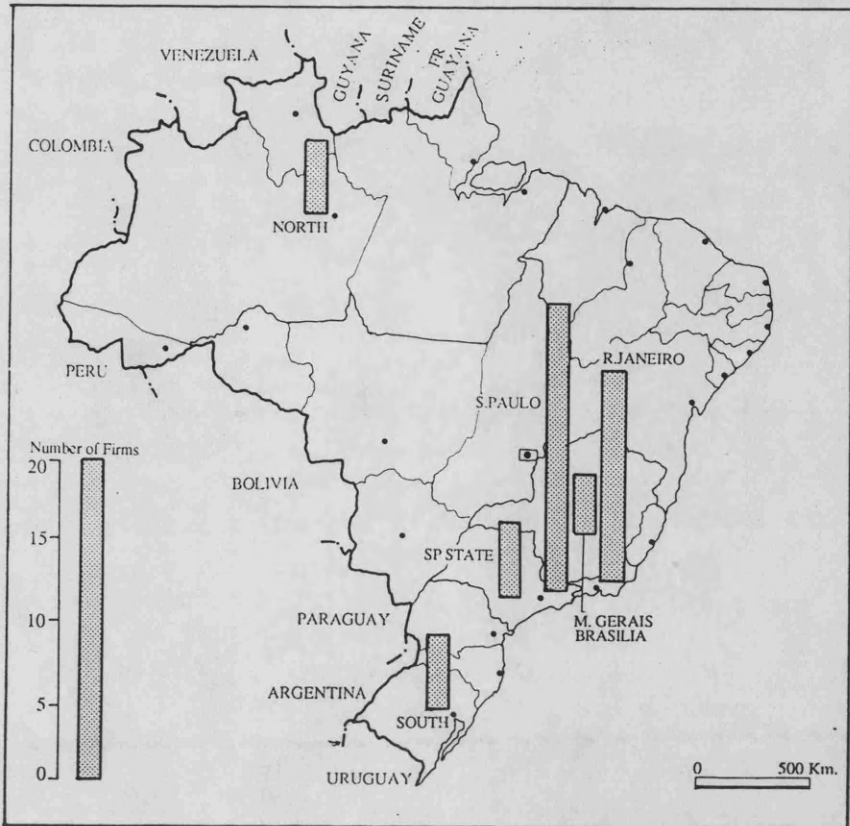 VENEZUELA
GUYANA
SURINAME
FR
GUAYANA
COLOMBIA
NORTH
PERU
R.JANEIRO
S.PAULO
Number of Firms
20
15
10
5
0
BOLIVIA
SP STATE
PARAGUAY
M. GERAIS
BRASILIA
ARGENTINA
SOUTH
URUGUAY
0 500 Km.